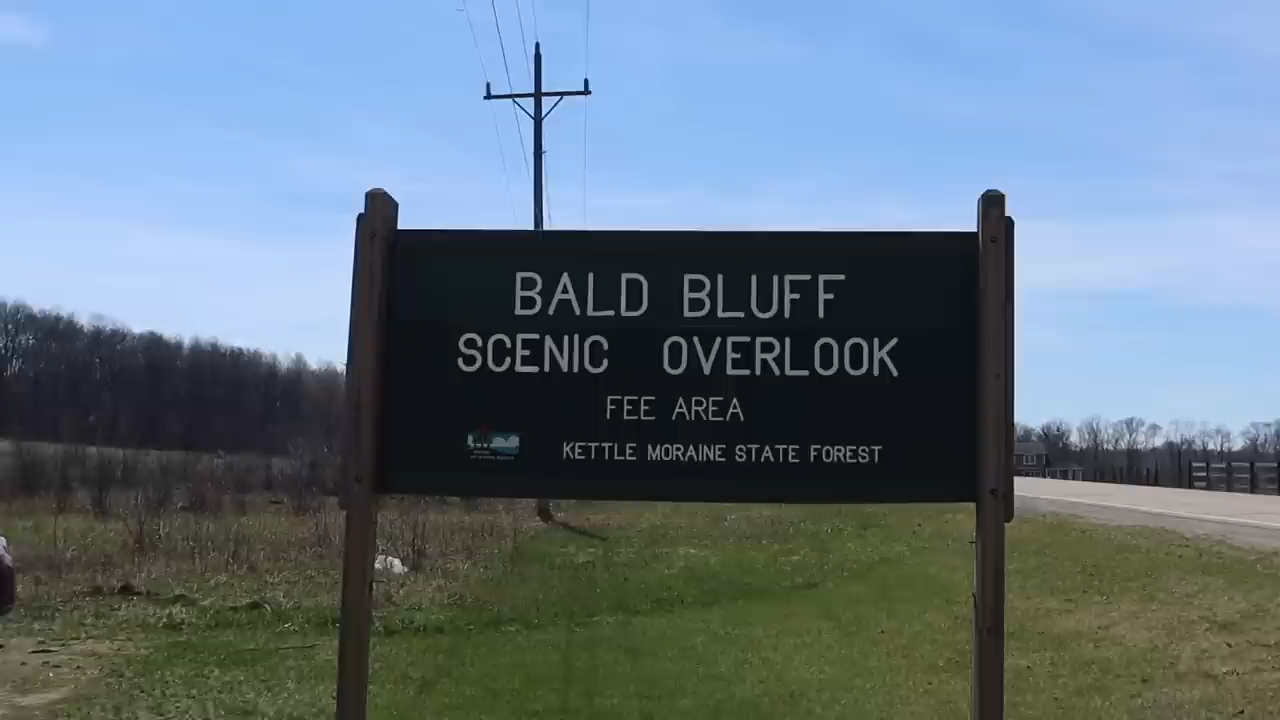 BALD BLUFF
SCENIC OVERLOOK
FEE AREA
KETTLE MORAINE STATE FOREST